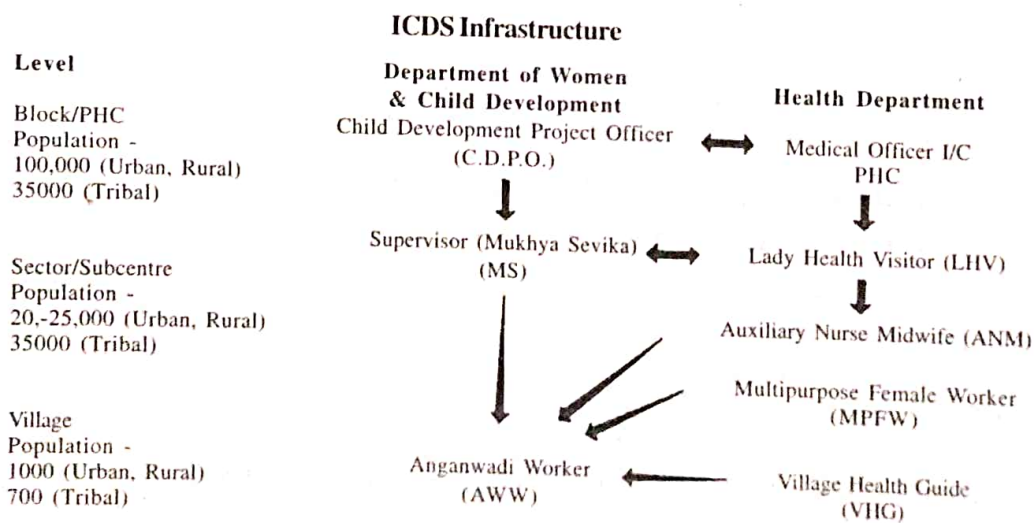 ICDS Infrastructure
Level
Block/PHC
Population -
100,000 (Urban, Rural)
35000 (Tribal)
Sector/Subcentre
Population -
20,-25,000 (Urban, Rural)
35000 (Tribal)
Village
Population -
1000 (Urban, Rural)
700 (Tribal)
Department of Women
& Child Development
Child Development Project Officer
(C.D.P.O.)
Supervisor (Mukhya Sevika)
(MS)
Anganwadi Worker
(AWW)
Health Department
Medical Officer I/C
PHC
Lady Health Visitor (LHV)
Auxiliary Nurse Midwife (ANM)
Multipurpose Female Worker
(MPFW)
Village Health Guide
(VHG)